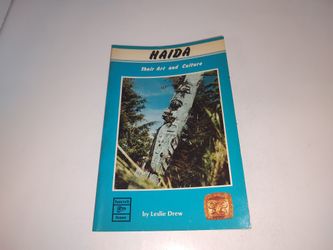 HAIDA
Their Art and Culture
by Leslie Drew